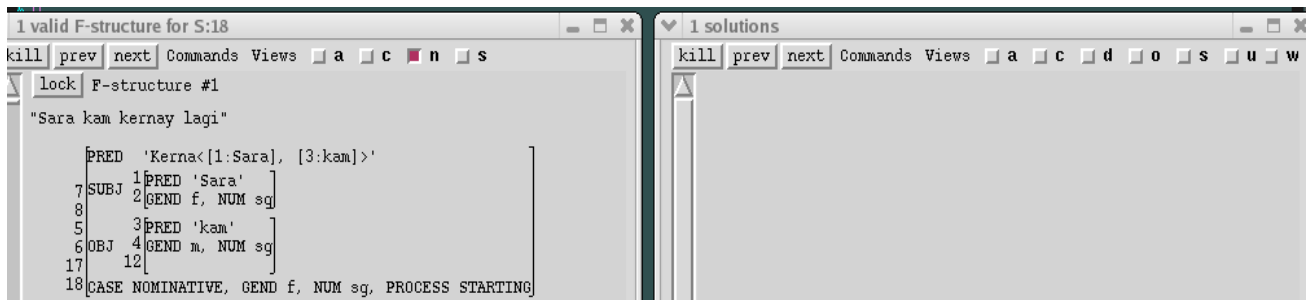 1 valid F-structure for S:18
kill prev next Commands Views a c n s
lock F-structure #1
"Sara kam kernay lagi"
PRED 'Kerna<[1:Sara], [3:kam]>'
1 PRED 'Sara'
7 SUBJ 2 GEND f, NUM sg
8
5 3 PRED 'kam'
6 OBJ 4 GEND m, NUM sg
17 12
18 CASE NOMINATIVE, GEND f, NUM sg, PROCESS STARTING
1 solutions
kill prev next Commands Views a c d o s u w